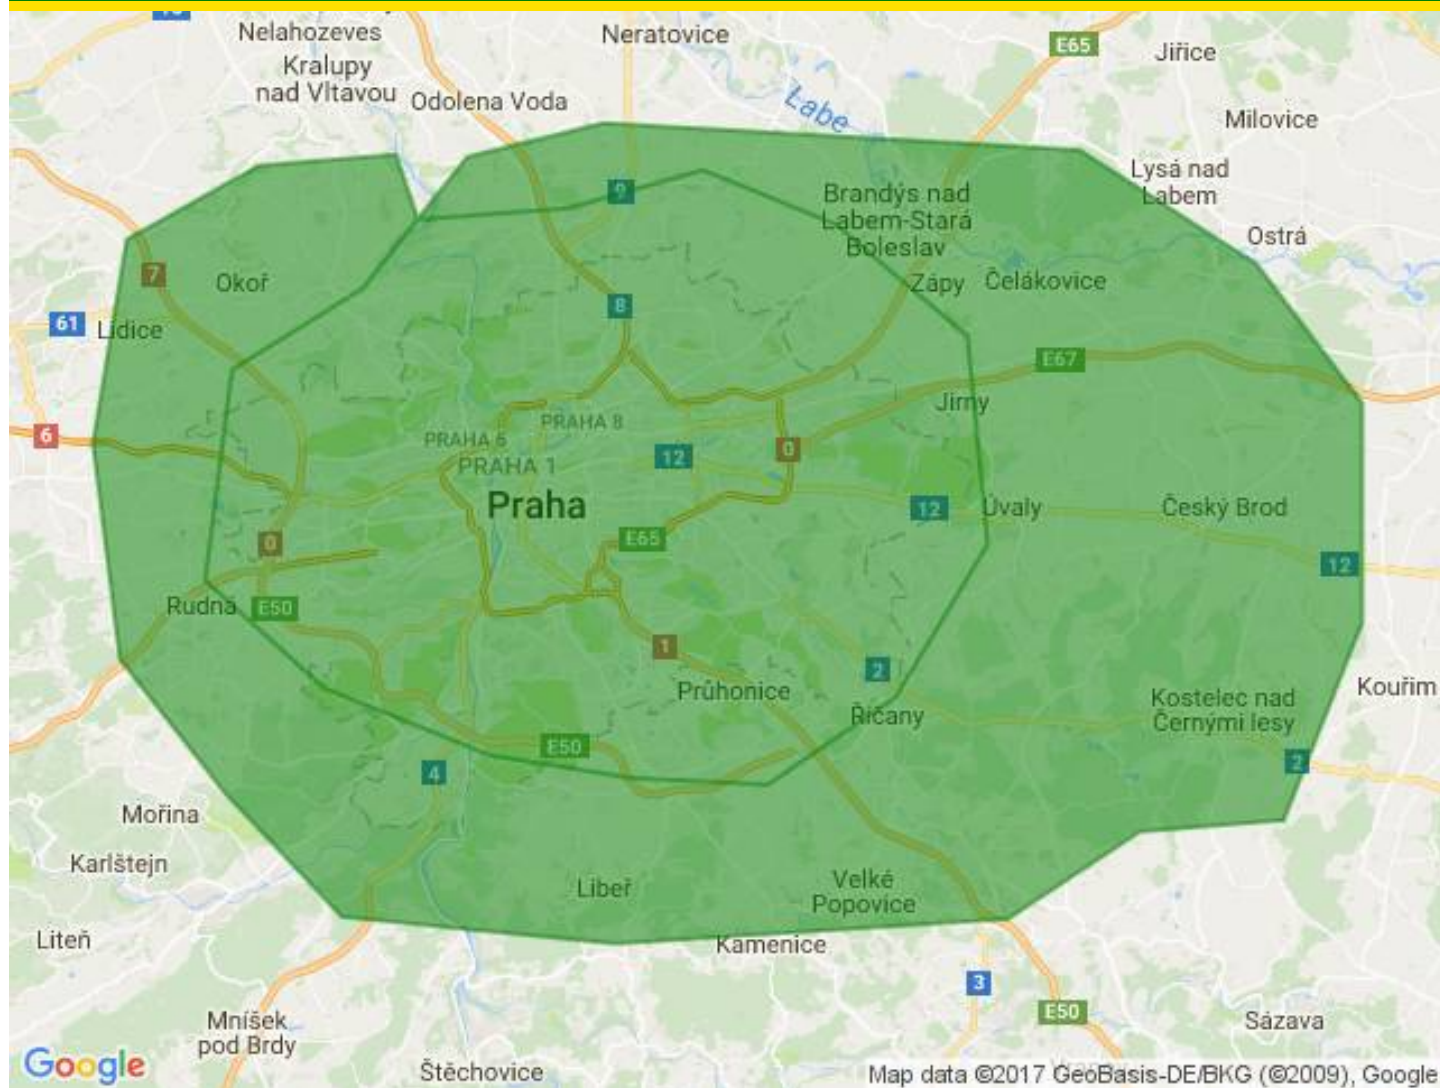 Nelahozeves
Neratovice
E65
Jiřice
Kralupy
nad Vltavou
Odolena Voda
Labe
Milovice
Lysá nad
Labem
9
Brandýs nad
Labem-Stará
Boleslav
Ostrá
7
Okoř
Zápy
Čelákovice
8
61
Lidice
E67
Jirny
6
PRAHA 8
PRAHA 6
PRAHA 1
12
0
Praha
12
Úvaly
Český Brod
0
E65
12
Rudná
E50
1
2
Průhonice
Říčany
Kostelec nad
Černými lesy
Kouřim
E50
4
2
Mořina
Karlštejn
Libeř
Velké
Popovice
Liteň
Kamenice
3
E50
Mníšek
pod Brdy
Sázava
Google
Štěchovice
Map data ©2017 GeoBasis-DE/BKG (©2009), Google